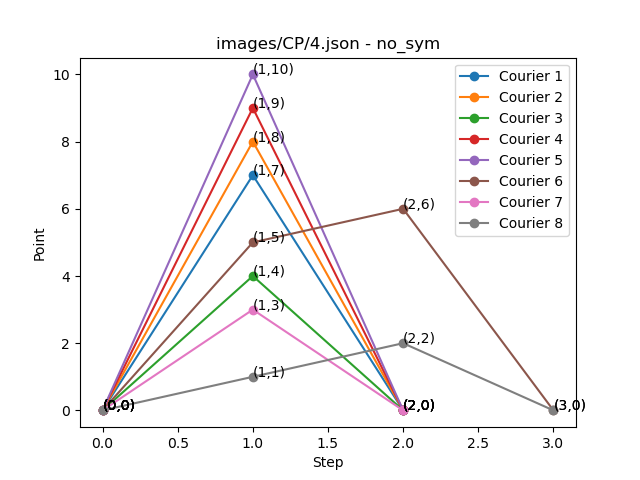 images/CP/4.json - no_sym
Point
10
8
6
4
2
0
(1,10)
(1,9)
(1,8)
(1,7)
(2,6)
(1,5)
(1,4)
(1,3)
(2,2)
(1,1)
(0,0)
(2,0)
(3,0)
Courier 1
Courier 2
Courier 3
Courier 4
Courier 5
Courier 6
Courier 7
Courier 8
0.0 0.5 1.0 1.5 2.0 2.5 3.0
Step